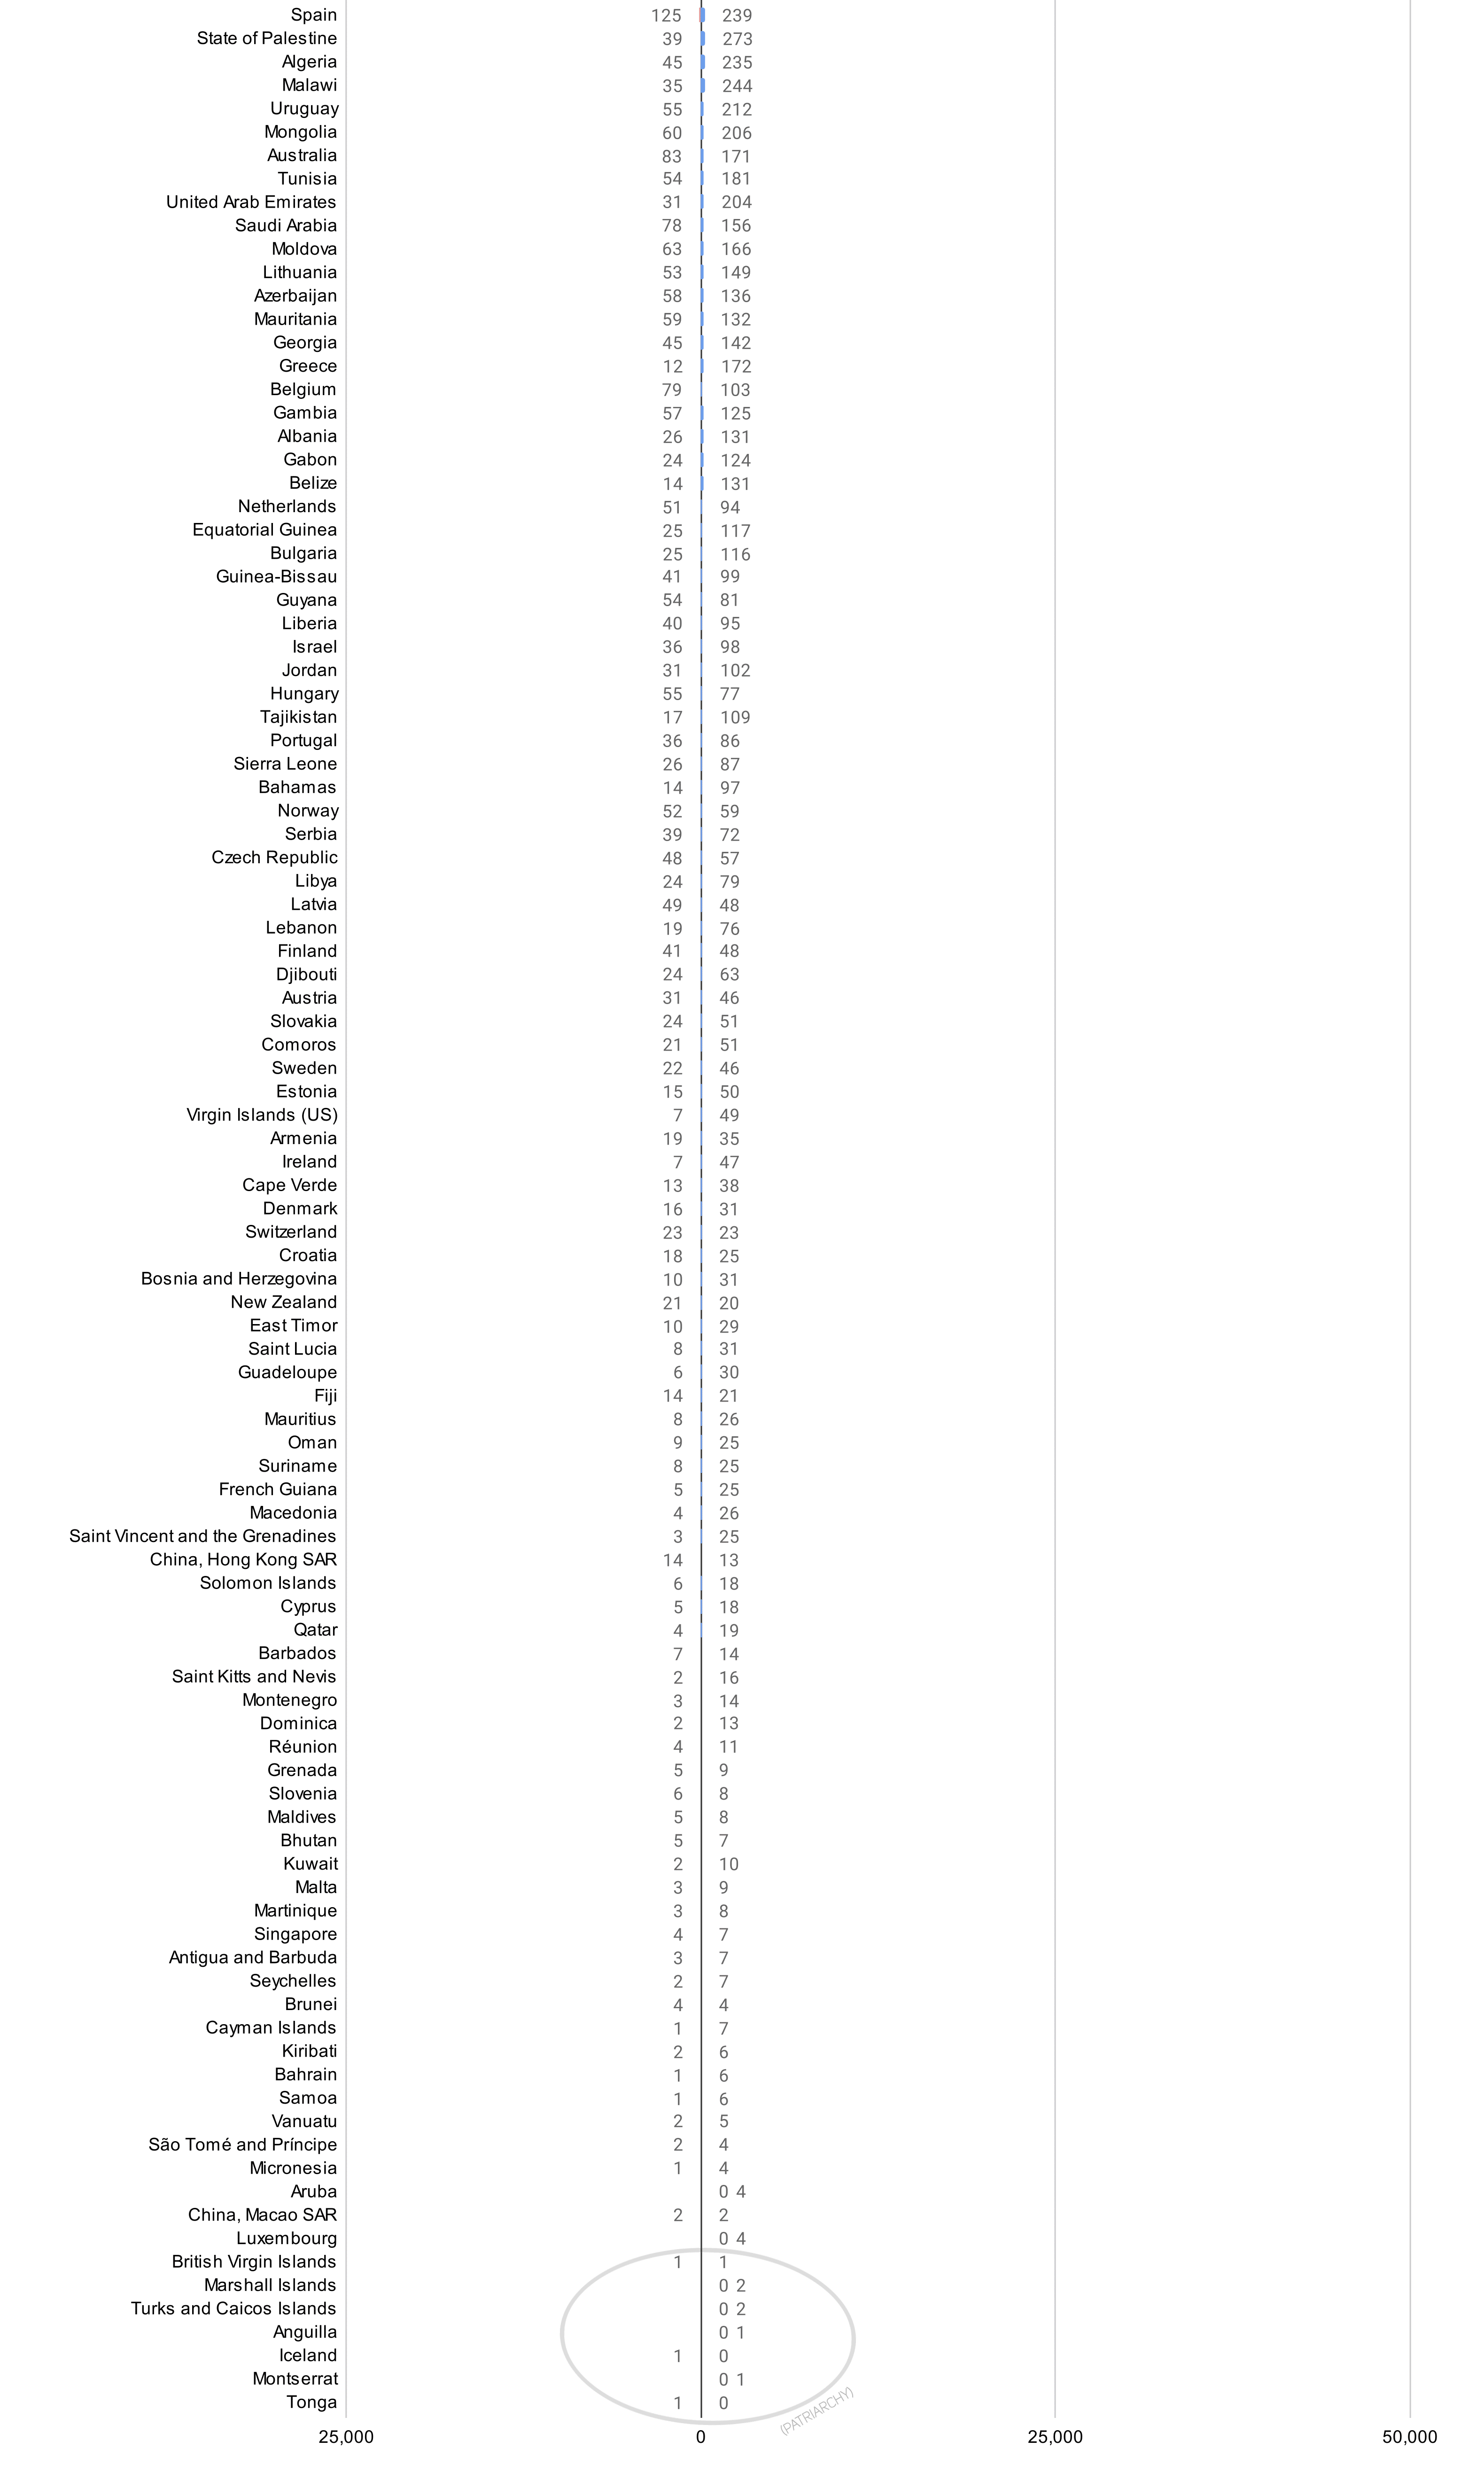 Spain 125 239
State of Palestine 39 273
Algeria 45 235
Malawi 35 244
Uruguay 55 212
Mongolia 60 206
Australia 83 171
Tunisia 54 181
United Arab Emirates 31 204
Saudi Arabia 78 156
Moldova 63 166
Lithuania 53 149
Azerbaijan 58 136
Mauritania 59 132
Georgia 45 142
Greece 12 172
Belgium 79 103
Gambia 57 125
Albania 26 131
Gabon 24 124
Belize 14 131
Netherlands 51 94
Equatorial Guinea 25 117
Bulgaria 25 116
Guinea-Bissau 41 99
Guyana 54 81
Liberia 40 95
Israel 36 98
Jordan 31 102
Hungary 55 77
Tajikistan 17 109
Portugal 36 86
Sierra Leone 26 87
Bahamas 14 97
Norway 52 59
Serbia 39 72
Czech Republic 48 57
Libya 24 79
Latvia 49 48
Lebanon 19 76
Finland 41 48
Djibouti 24 63
Austria 31 46
Slovakia 24 51
Comoros 21 51
Sweden 22 46
Estonia 15 50
Virgin Islands (US) 7 49
Armenia 19 35
Ireland 7 47
Cape Verde 13 38
Denmark 16 31
Switzerland 23 23
Croatia 18 25
Bosnia and Herzegovina 10 31
New Zealand 21 20
East Timor 10 29
Saint Lucia 8 31
Guadeloupe 6 30
Fiji 14 21
Mauritius 8 26
Oman 9 25
Suriname 8 25
French Guiana 5 25
Macedonia 4 26
Saint Vincent and the Grenadines 3 25
China, Hong Kong SAR 14 13
Solomon Islands 6 18
Cyprus 5 18
Qatar 4 19
Barbados 7 14
Saint Kitts and Nevis 2 16
Montenegro 3 14
Dominica 2 13
Réunion 4 11
Grenada 5 9
Slovenia 6 8
Maldives 5 8
Bhutan 5 7
Kuwait 2 10
Malta 3 9
Martinique 3 8
Singapore 4 7
Antigua and Barbuda 3 7
Seychelles 2 7
Brunei 4 4
Cayman Islands 1 7
Kiribati 2 6
Bahrain 1 6
Samoa 1 6
Vanuatu 2 5
São Tomé and Príncipe 2 4
Micronesia 1 4
Aruba 0 4
China, Macao SAR 2 2
Luxembourg 0 4
British Virgin Islands 1 1
Marshall Islands 0 2
Turks and Caicos Islands 0 2
Anguilla 0 1
Iceland 1 0
Montserrat 0 1
Tonga 1 0
(PATRIARCHY)
25,000 0 25,000 50,000